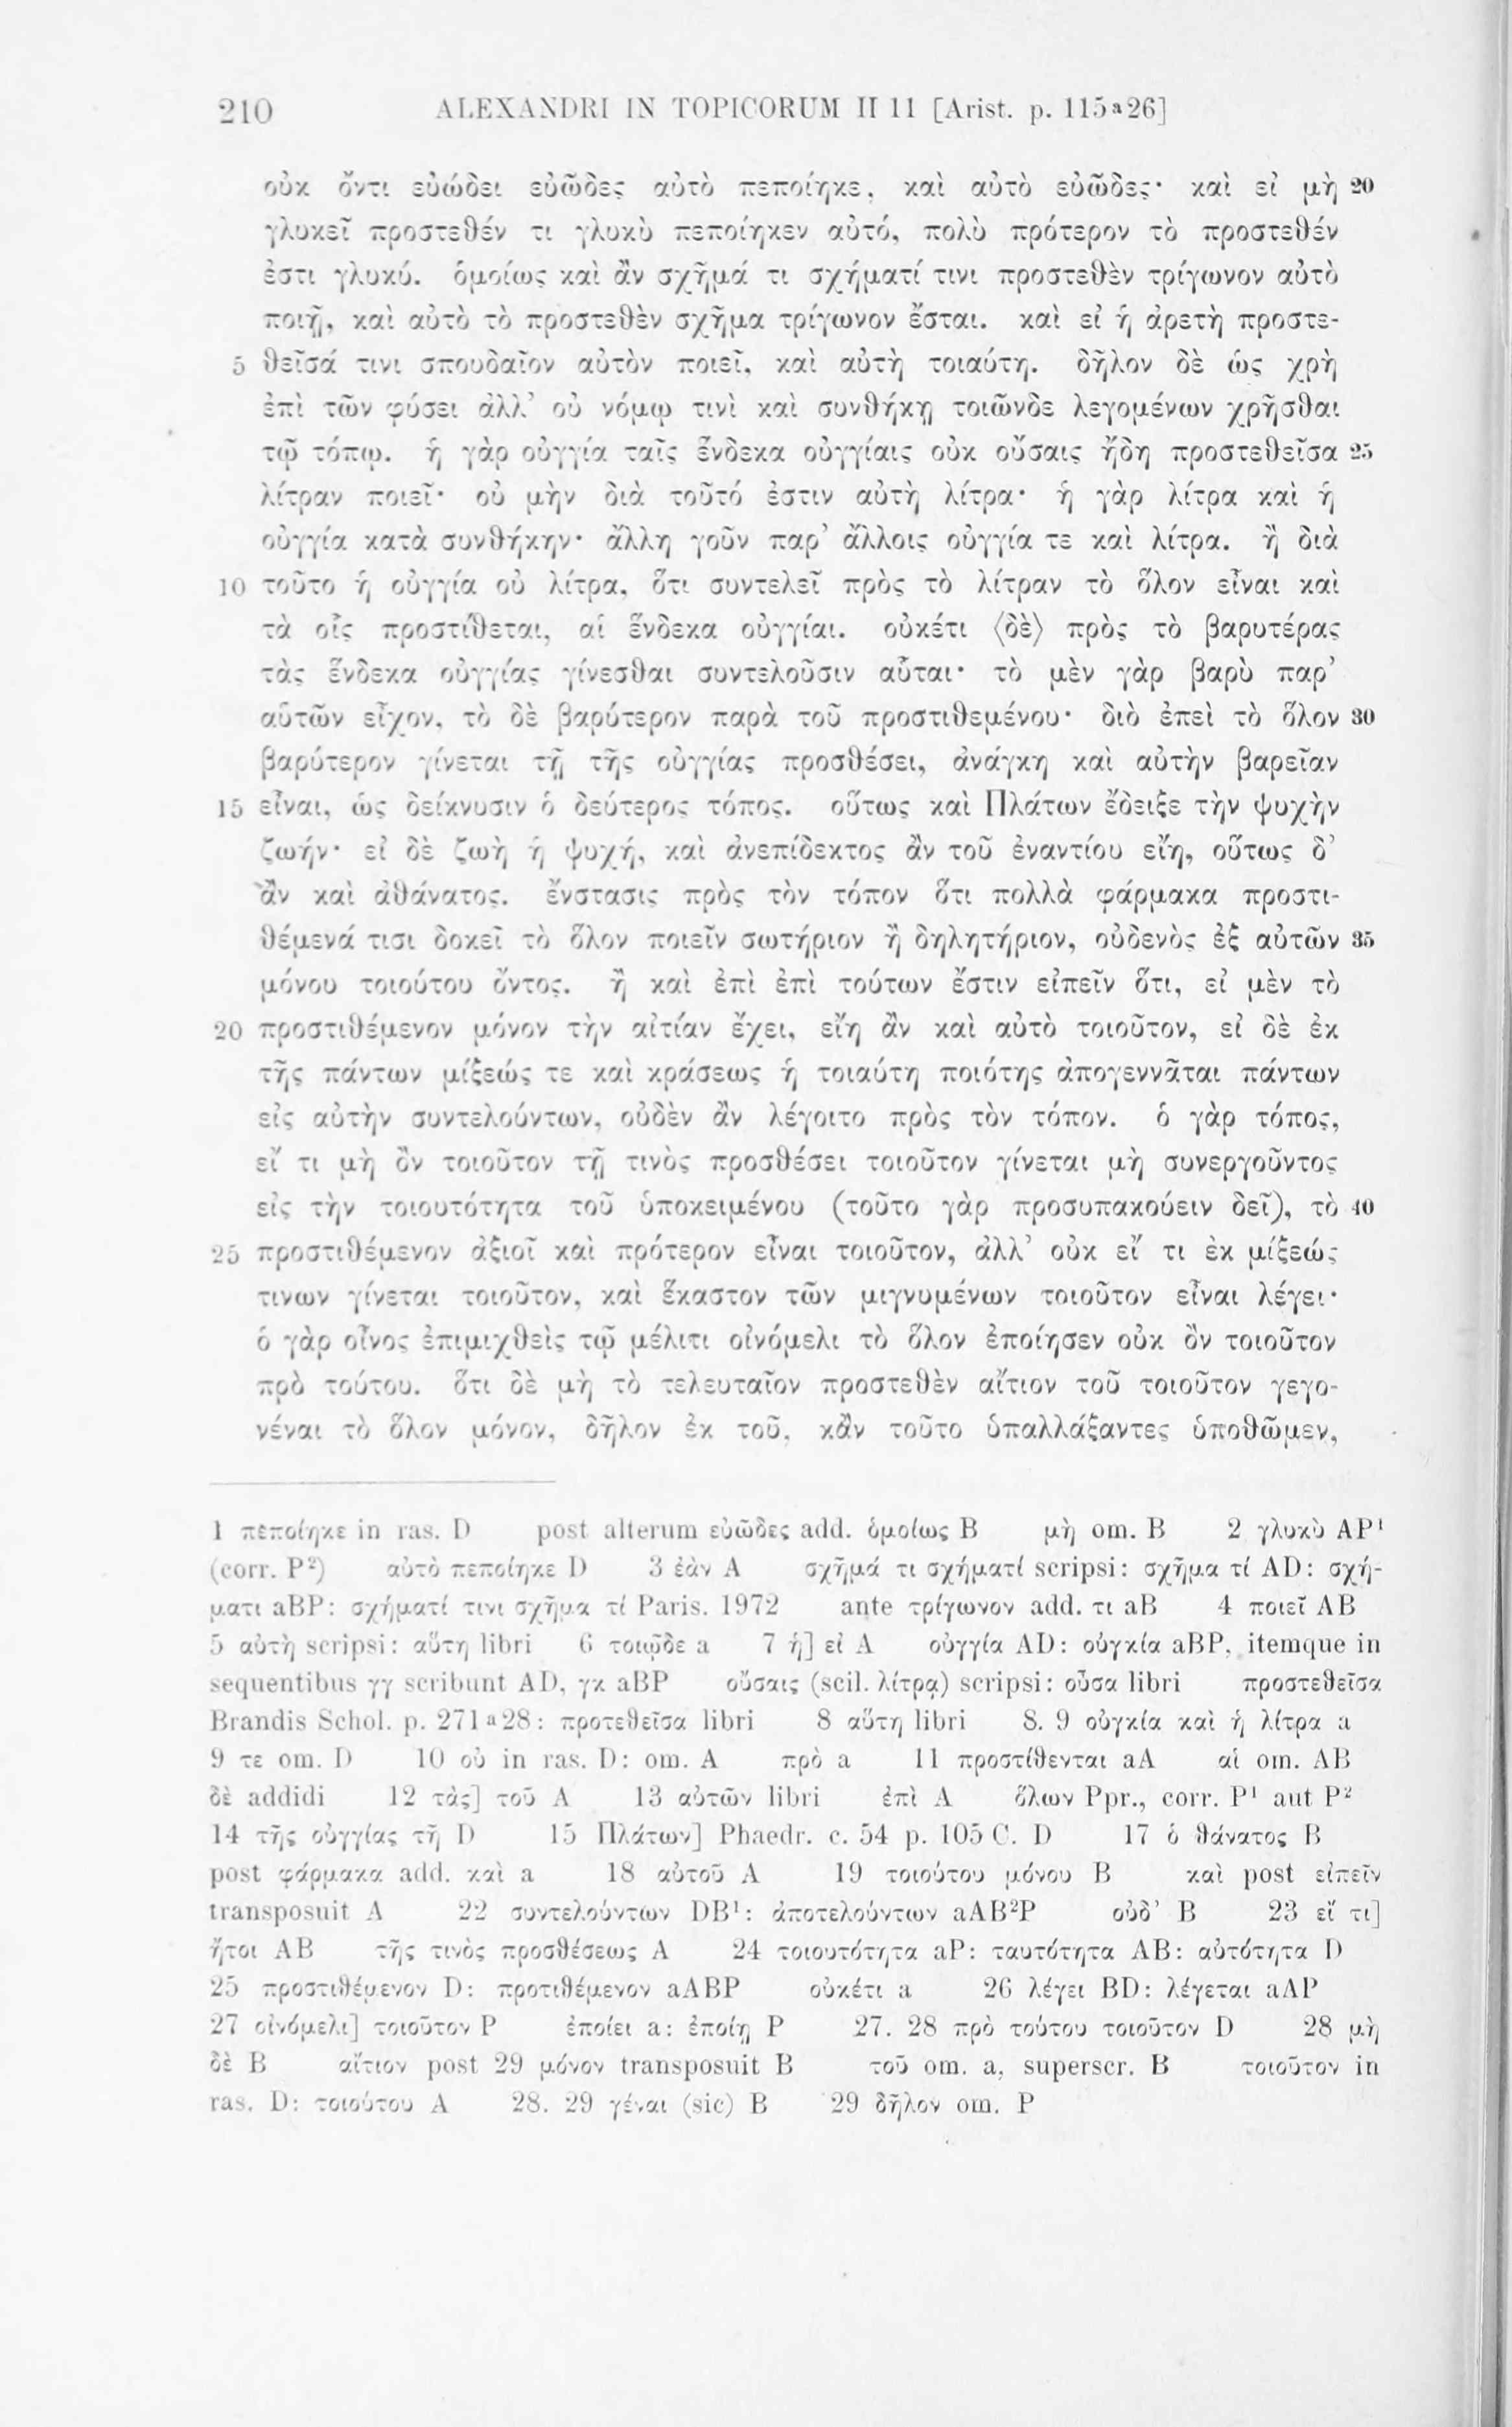 210 ALEXANDRI IN TOPICORUM II 11 [Arist. p. 115ᵃ26]
οὐκ ὄντι εὐώδει εὐῶδες αὐτὸ πεποίηκε, καὶ αὐτὸ εὐῶδες· καὶ εἰ μὴ 20
γλυκεῖ προστεθέν τι γλυκὺ πεποίηκεν αὐτό, πολὺ πρότερον τὸ προστεθέν
ἐστι γλυκύ. ὁμοίως καὶ ἂν σχῆμά τι σχήματί τινι προστεθὲν τρίγωνον αὐτὸ
ποιῇ, καὶ αὐτὸ τὸ προστεθὲν σχῆμα τρίγωνον ἔσται. καὶ εἰ ἡ ἀρετὴ προστε-
5 θεῖσά τινι σπουδαῖον αὐτὸν ποιεῖ, καὶ αὐτὴ τοιαύτη. δῆλον δὲ ὡς χρὴ
ἐπὶ τῶν φύσει ἀλλ’ οὐ νόμῳ τινὶ καὶ συνθήκῃ τοιῶνδε λεγομένων χρῆσθαι
τῷ τόπῳ. ἡ γὰρ οὐγγία ταῖς ἕνδεκα οὐγγίαις οὐκ οὔσαις ἤδη προστεθεῖσα 25
λίτραν ποιεῖ· οὐ μὴν διὰ τοῦτό ἐστιν αὐτὴ λίτρα· ἡ γὰρ λίτρα καὶ ἡ
οὐγγία κατὰ συνθήκην· ἄλλη γοῦν παρ’ ἄλλοις οὐγγία τε καὶ λίτρα. ἢ διὰ
10 τοῦτο ἡ οὐγγία οὐ λίτρα, ὅτι συντελεῖ πρὸς τὸ λίτραν τὸ ὅλον εἶναι καὶ
τὰ οἷς προστίθεται, αἱ ἕνδεκα οὐγγίαι. οὐκέτι ⟨δὲ⟩ πρὸς τὸ βαρυτέρας
τὰς ἕνδεκα οὐγγίας γίνεσθαι συντελοῦσιν αὗται· τὸ μὲν γὰρ βαρὺ παρ’
αὑτῶν εἶχον, τὸ δὲ βαρύτερον παρὰ τοῦ προστιθεμένου· διὸ ἐπεὶ τὸ ὅλον 30
βαρύτερον γίνεται τῇ τῆς οὐγγίας προσθέσει, ἀνάγκη καὶ αὐτὴν βαρεῖαν
15 εἶναι, ὡς δείκνυσιν ὁ δεύτερος τόπος. οὕτως καὶ Πλάτων ἔδειξε τὴν ψυχὴν
ζωήν· εἰ δὲ ζωὴ ἡ ψυχή, καὶ ἀνεπίδεκτος ἂν τοῦ ἐναντίου εἴη, οὕτως δ’
ἂν καὶ ἀθάνατος. ἔνστασις πρὸς τὸν τόπον ὅτι πολλὰ φάρμακα προστι-
θέμενά τισι δοκεῖ τὸ ὅλον ποιεῖν σωτήριον ἢ δηλητήριον, οὐδενὸς ἐξ αὐτῶν 35
μόνου τοιούτου ὄντος. ἢ καὶ ἐπὶ ἐπὶ τούτων ἔστιν εἰπεῖν ὅτι, εἰ μὲν τὸ
20 προστιθέμενον μόνον τὴν αἰτίαν ἔχει, εἴη ἂν καὶ αὐτὸ τοιοῦτον, εἰ δὲ ἐκ
τῆς πάντων μίξεώς τε καὶ κράσεως ἡ τοιαύτη ποιότης ἀπογεννᾶται πάντων
εἰς αὐτὴν συντελούντων, οὐδὲν ἂν λέγοιτο πρὸς τὸν τόπον. ὁ γὰρ τόπος,
εἴ τι μὴ ὂν τοιοῦτον τῇ τινὸς προσθέσει τοιοῦτον γίνεται μὴ συνεργοῦντος
εἰς τὴν τοιουτότητα τοῦ ὑποκειμένου (τοῦτο γὰρ προσυπακούειν δεῖ), τὸ 40
25 προστιθέμενον ἀξιοῖ καὶ πρότερον εἶναι τοιοῦτον, ἀλλ’ οὐκ εἴ τι ἐκ μίξεώς
τινων γίνεται τοιοῦτον, καὶ ἕκαστον τῶν μιγνυμένων τοιοῦτον εἶναι λέγει·
ὁ γὰρ οἶνος ἐπιμιχθεὶς τῷ μέλιτι οἰνόμελι τὸ ὅλον ἐποίησεν οὐκ ὂν τοιοῦτον
πρὸ τούτου. ὅτι δὲ μὴ τὸ τελευταῖον προστεθὲν αἴτιον τοῦ τοιοῦτον γεγο-
νέναι τὸ ὅλον μόνον, δῆλον ἐκ τοῦ, κἂν τοῦτο ὑπαλλάξαντες ὑποθῶμεν,
1 πεποίηκε in ras. D post alterum εὐῶδες add. ὁμοίως B μὴ om. B 2 γλυκὺ AP¹
(corr. P²) αὐτὸ πεποίηκε D 3 ἐὰν A σχῆμά τι σχήματί scripsi: σχῆμα τί AD: σχή-
ματι aBP: σχήματί τινι σχῆμα τί Paris. 1972 ante τρίγωνον add. τι aB 4 ποιεῖ AB
5 αὐτὴ scripsi: αὕτη libri 6 τοιῷδε a 7 ἡ] εἰ A οὐγγία AD: οὐγκία aBP, itemque in
sequentibus γγ scribunt AD, γκ aBP οὔσαις (scil. λίτρᾳ) scripsi: οὖσα libri προστεθεῖσα
Brandis Schol. p. 271ᵃ28: προτεθεῖσα libri 8 αὕτη libri 8. 9 οὐγκία καὶ ἡ λίτρα a
9 τε om. D 10 οὐ in ras. D: om. A πρὸ a 11 προστίθενται aA αἱ om. AB
δὲ addidi 12 τὰς] τοῦ A 13 αὐτῶν libri ἐπὶ A ὅλων Ppr., corr. P¹ aut P²
14 τῆς οὐγγίας τῇ D 15 Πλάτων] Phaedr. c. 54 p. 105 C. D 17 ὁ θάνατος B
post φάρμακα add. καὶ a 18 αὐτοῦ A 19 τοιούτου μόνου B καὶ post εἰπεῖν
transposuit A 22 συντελούντων DB¹: ἀποτελούντων aAB²P οὐδ’ B 23 εἴ τι]
ἤτοι AB τῆς τινὸς προσθέσεως A 24 τοιουτότητα aP: ταυτότητα AB: αὐτότητα D
25 προστιθέμενον D: προτιθέμενον aABP οὐκέτι a 26 λέγει BD: λέγεται aAP
27 οἰνόμελι] τοιοῦτον P ἐποίει a: ἐποίῃ P 27. 28 πρὸ τούτου τοιοῦτον D 28 μὴ
δὲ B αἴτιον post 29 μόνον transposuit B τοῦ om. a, superscr. B τοιοῦτον in
ras. D: τοιούτου A 28. 29 γέναι (sic) B 29 δῆλον om. P